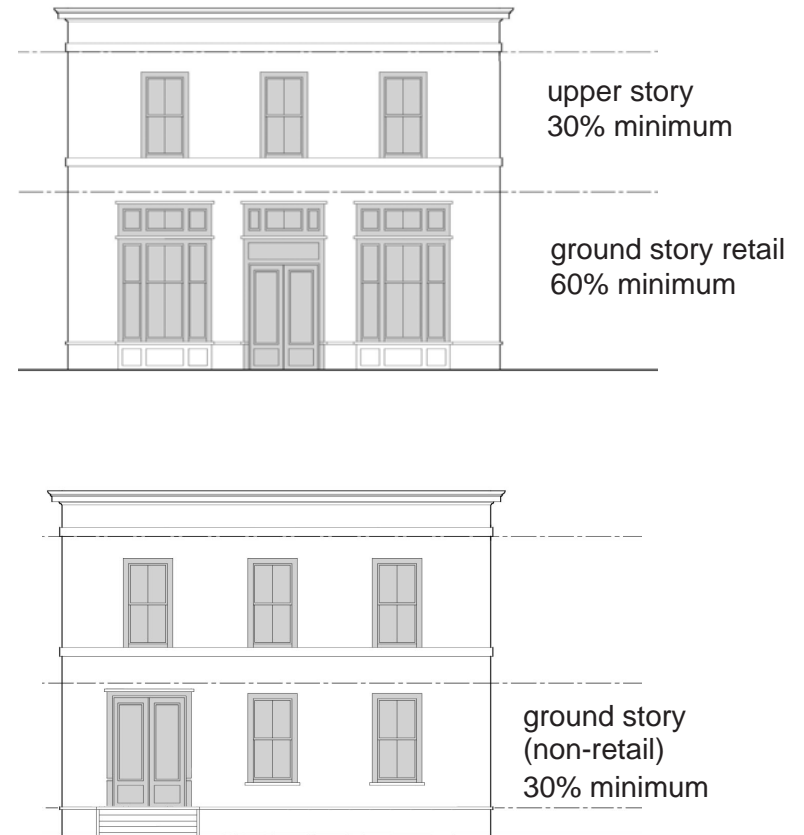 upper story
30% minimum
ground story retail
60% minimum
ground story
(non-retail)
30% minimum